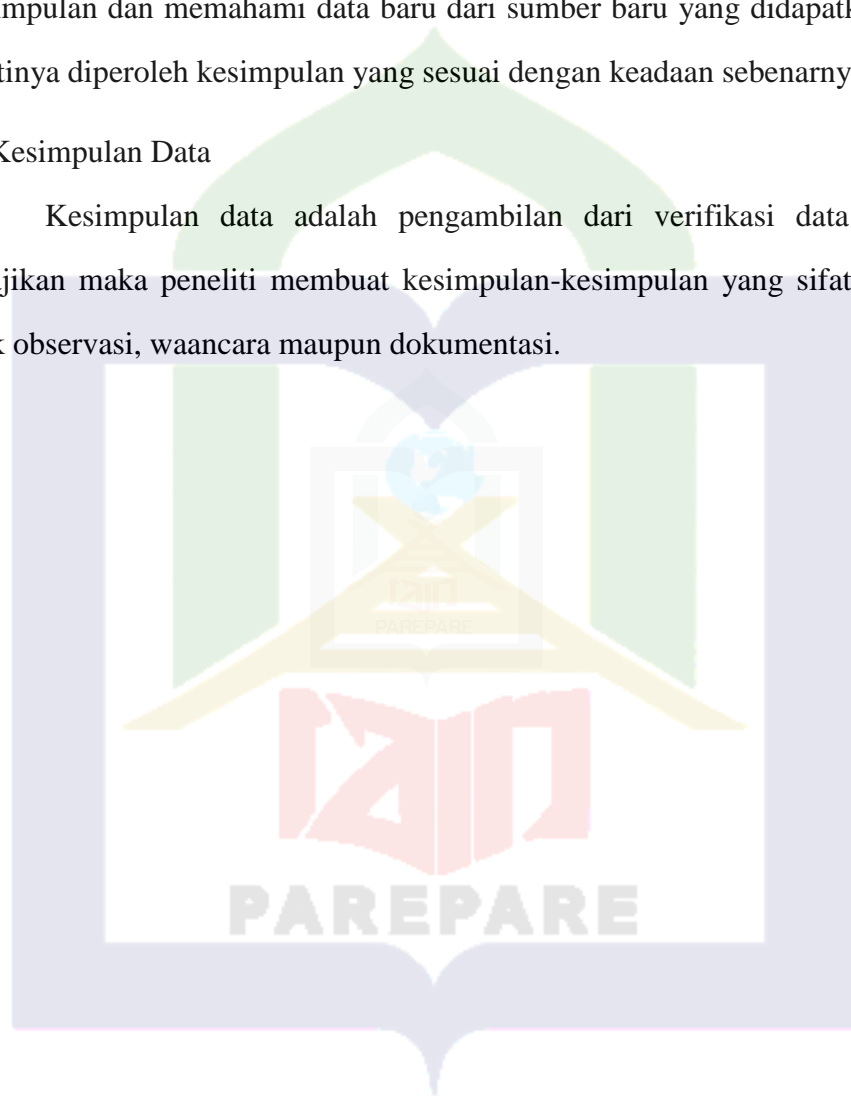 impulan dan memahami data baru dari sumber baru yang didapatk
tinya diperoleh kesimpulan yang sesuai dengan keadaan sebenarny
Kesimpulan Data
Kesimpulan data adalah pengambilan dari verifikasi data
jikan maka peneliti membuat kesimpulan-kesimpulan yang sifat
k observasi, waancara maupun dokumentasi.
PAREPARE
PAREPARE